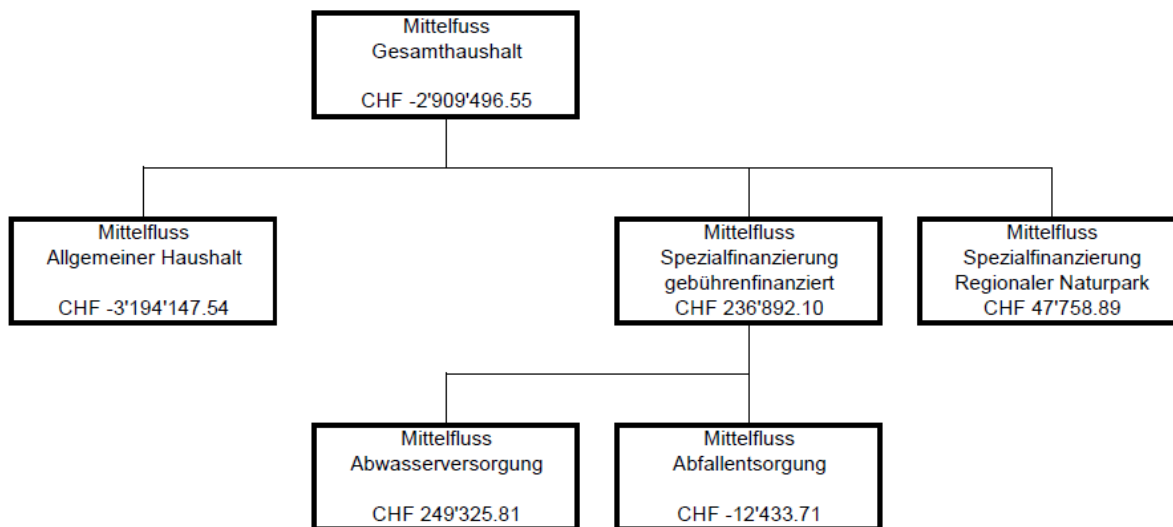 Mittelfuss
Gesamthaushalt
CHF -2'909'496.55
Mittelfluss
Allgemeiner Haushalt
CHF -3'194'147.54
Mittelfluss
Spezialfinanzierung
gebührenfinanziert
CHF 236'892.10
Mittelfluss
Spezialfinanzierung
Regionaler Naturpark
CHF 47'758.89
Mittelfluss
Abwasserversorgung
CHF 249'325.81
Mittelfluss
Abfallentsorgung
CHF -12'433.71